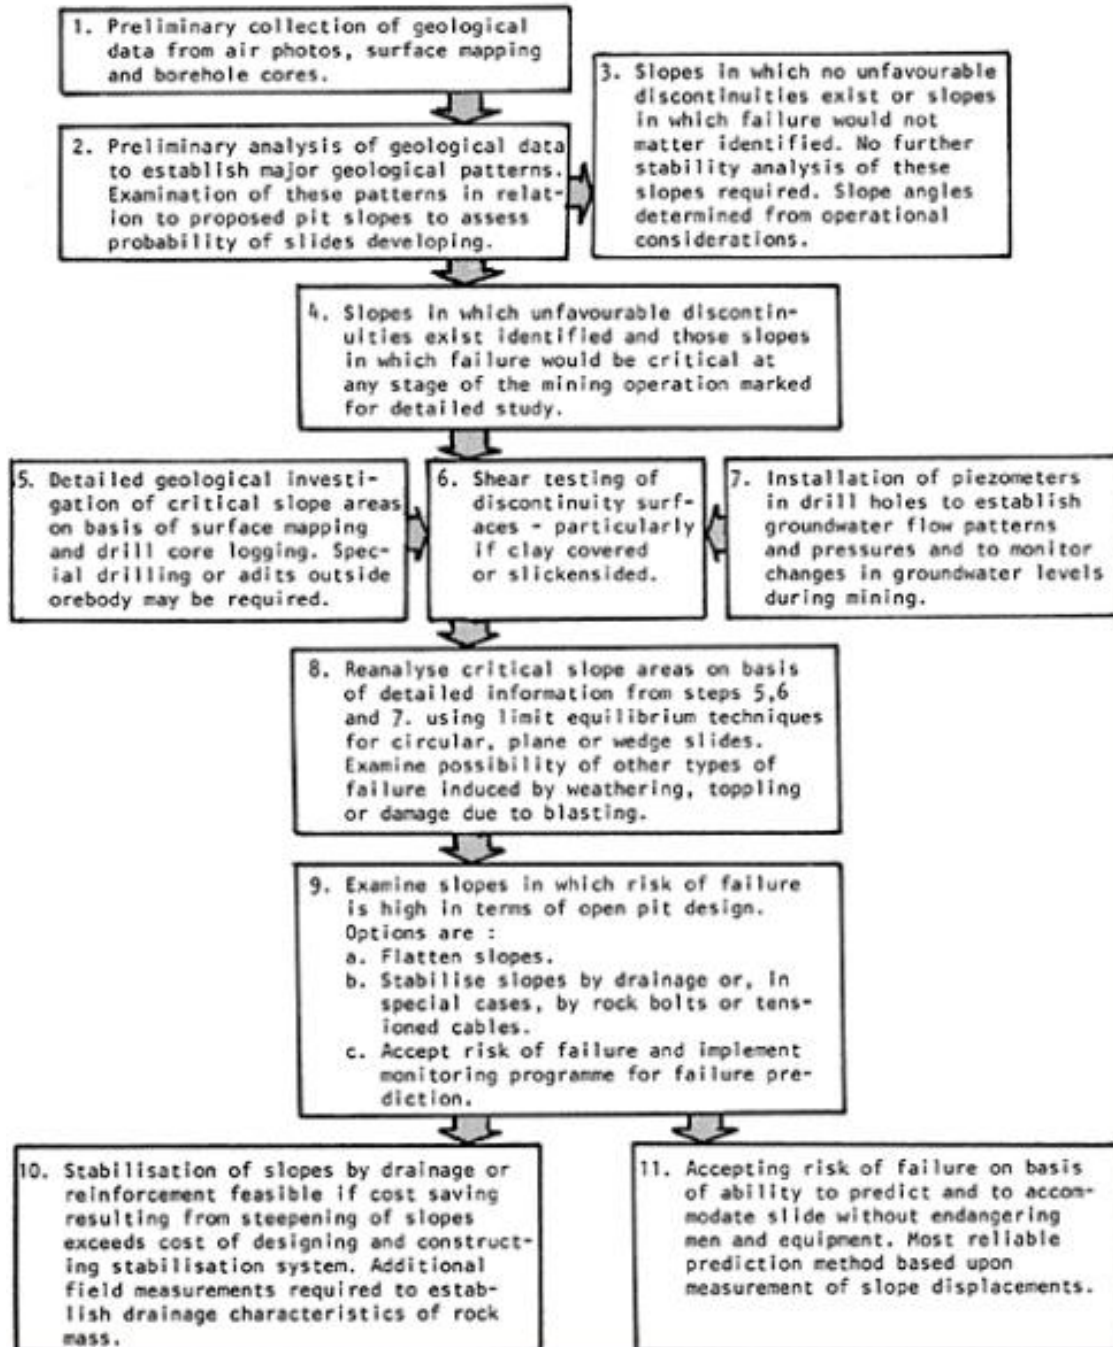 1. Preliminary collection of geological
data from air photos, surface mapping
and borehole cores.
2. Preliminary analysis of geological data
to establish major geological patterns.
Examination of these patterns in relat-
ion to proposed pit slopes to assess
probability of slides developing.
3. Slopes in which no unfavourable
discontinuities exist or slopes
in which failure would not
matter identified. No further
stability analysis of these
slopes required. Slope angles
determined from operational
considerations.
4. Slopes in which unfavourable discontin-
uities exist identified and those slopes
in which failure would be critical at
any stage of the mining operation marked
for detailed study.
5. Detailed geological investi-
gation of critical slope areas
on basis of surface mapping
and drill core logging. Spec-
ial drilling or adits outside
orebody may be required.
6. Shear testing of
discontinuity surf-
aces - particularly
if clay covered
or slickensided.
7. Installation of piezometers
in drill holes to establish
groundwater flow patterns
and pressures and to monitor
changes in groundwater levels
during mining.
8. Reanalyse critical slope areas on basis
of detailed information from steps 5,6
and 7. using limit equilibrium techniques
for circular, plane or wedge slides.
Examine possibility of other types of
failure induced by weathering, toppling
or damage due to blasting.
9. Examine slopes in which risk of failure
is high in terms of open pit design.
Options are :
a. Flatten slopes.
b. Stabilise slopes by drainage or, in
special cases, by rock bolts or tens-
ioned cables.
c. Accept risk of failure and implement
monitoring programme for failure pre-
diction.
10. Stabilisation of slopes by drainage or
reinforcement feasible if cost saving
resulting from steepening of slopes
exceeds cost of designing and construct-
ing stabilisation system. Additional
field measurements required to estab-
lish drainage characteristics of rock
mass.
11. Accepting risk of failure on basis
of ability to predict and to accom-
modate slide without endangering
men and equipment. Most reliable
prediction method based upon
measurement of slope displacements.